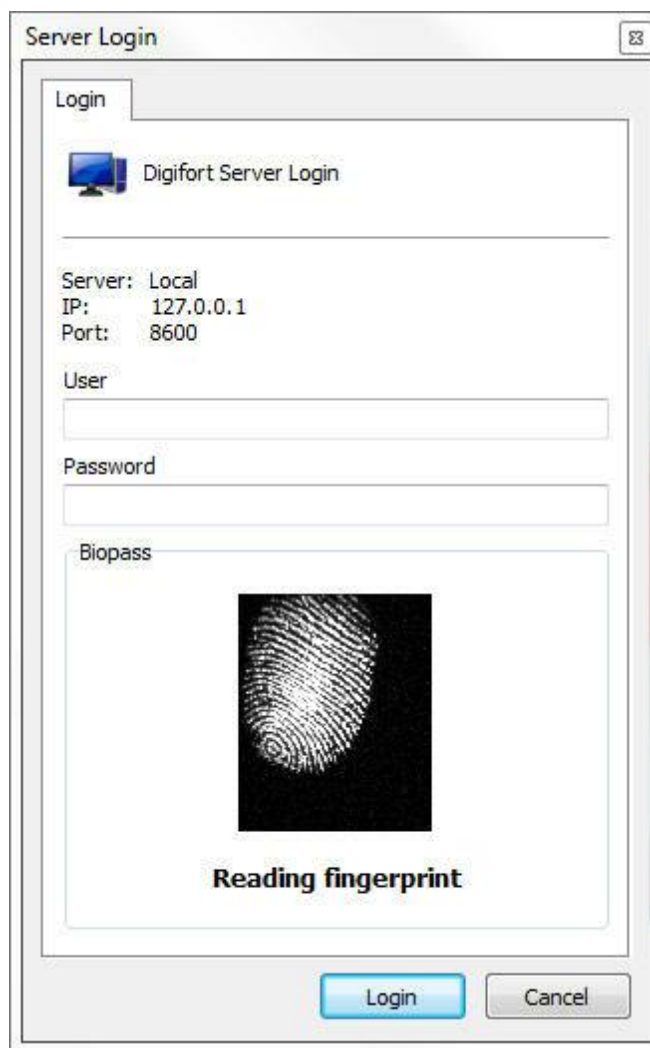 Server Login
Login
Digifort Server Login
Server: Local
IP: 127.0.0.1
Port: 8600
User
Password
Biopass
Reading fingerprint
Login Cancel